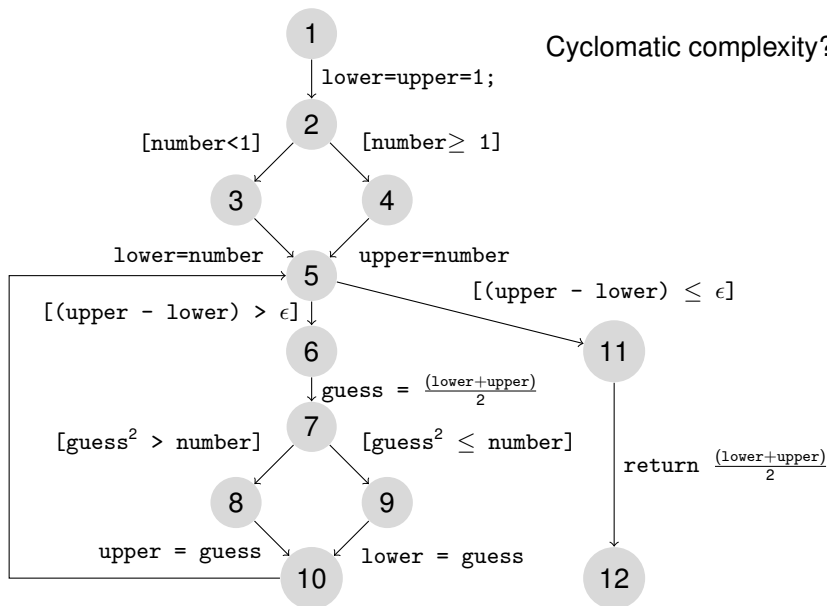 1
Cyclomatic complexity?
lower=upper=1;
2
[number<1]
[number≥ 1]
3
4
lower=number
upper=number
5
[(upper - lower) > ϵ]
[(upper - lower) ≤ ϵ]
6
11
guess = (lower+upper)/2
7
[guess² > number]
[guess² ≤ number]
8
9
return (lower+upper)/2
upper = guess
lower = guess
10
12